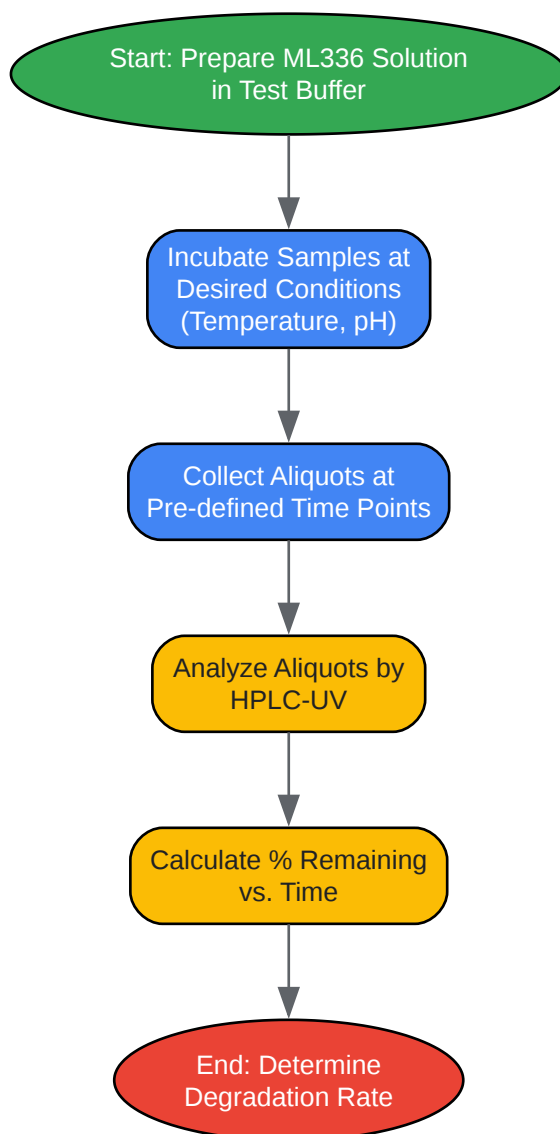 Start: Prepare ML336 Solution
in Test Buffer
Incubate Samples at
Desired Conditions
(Temperature, pH)
Collect Aliquots at
Pre-defined Time Points
Analyze Aliquots by
HPLC-UV
Calculate % Remaining
vs. Time
End: Determine
Degradation Rate